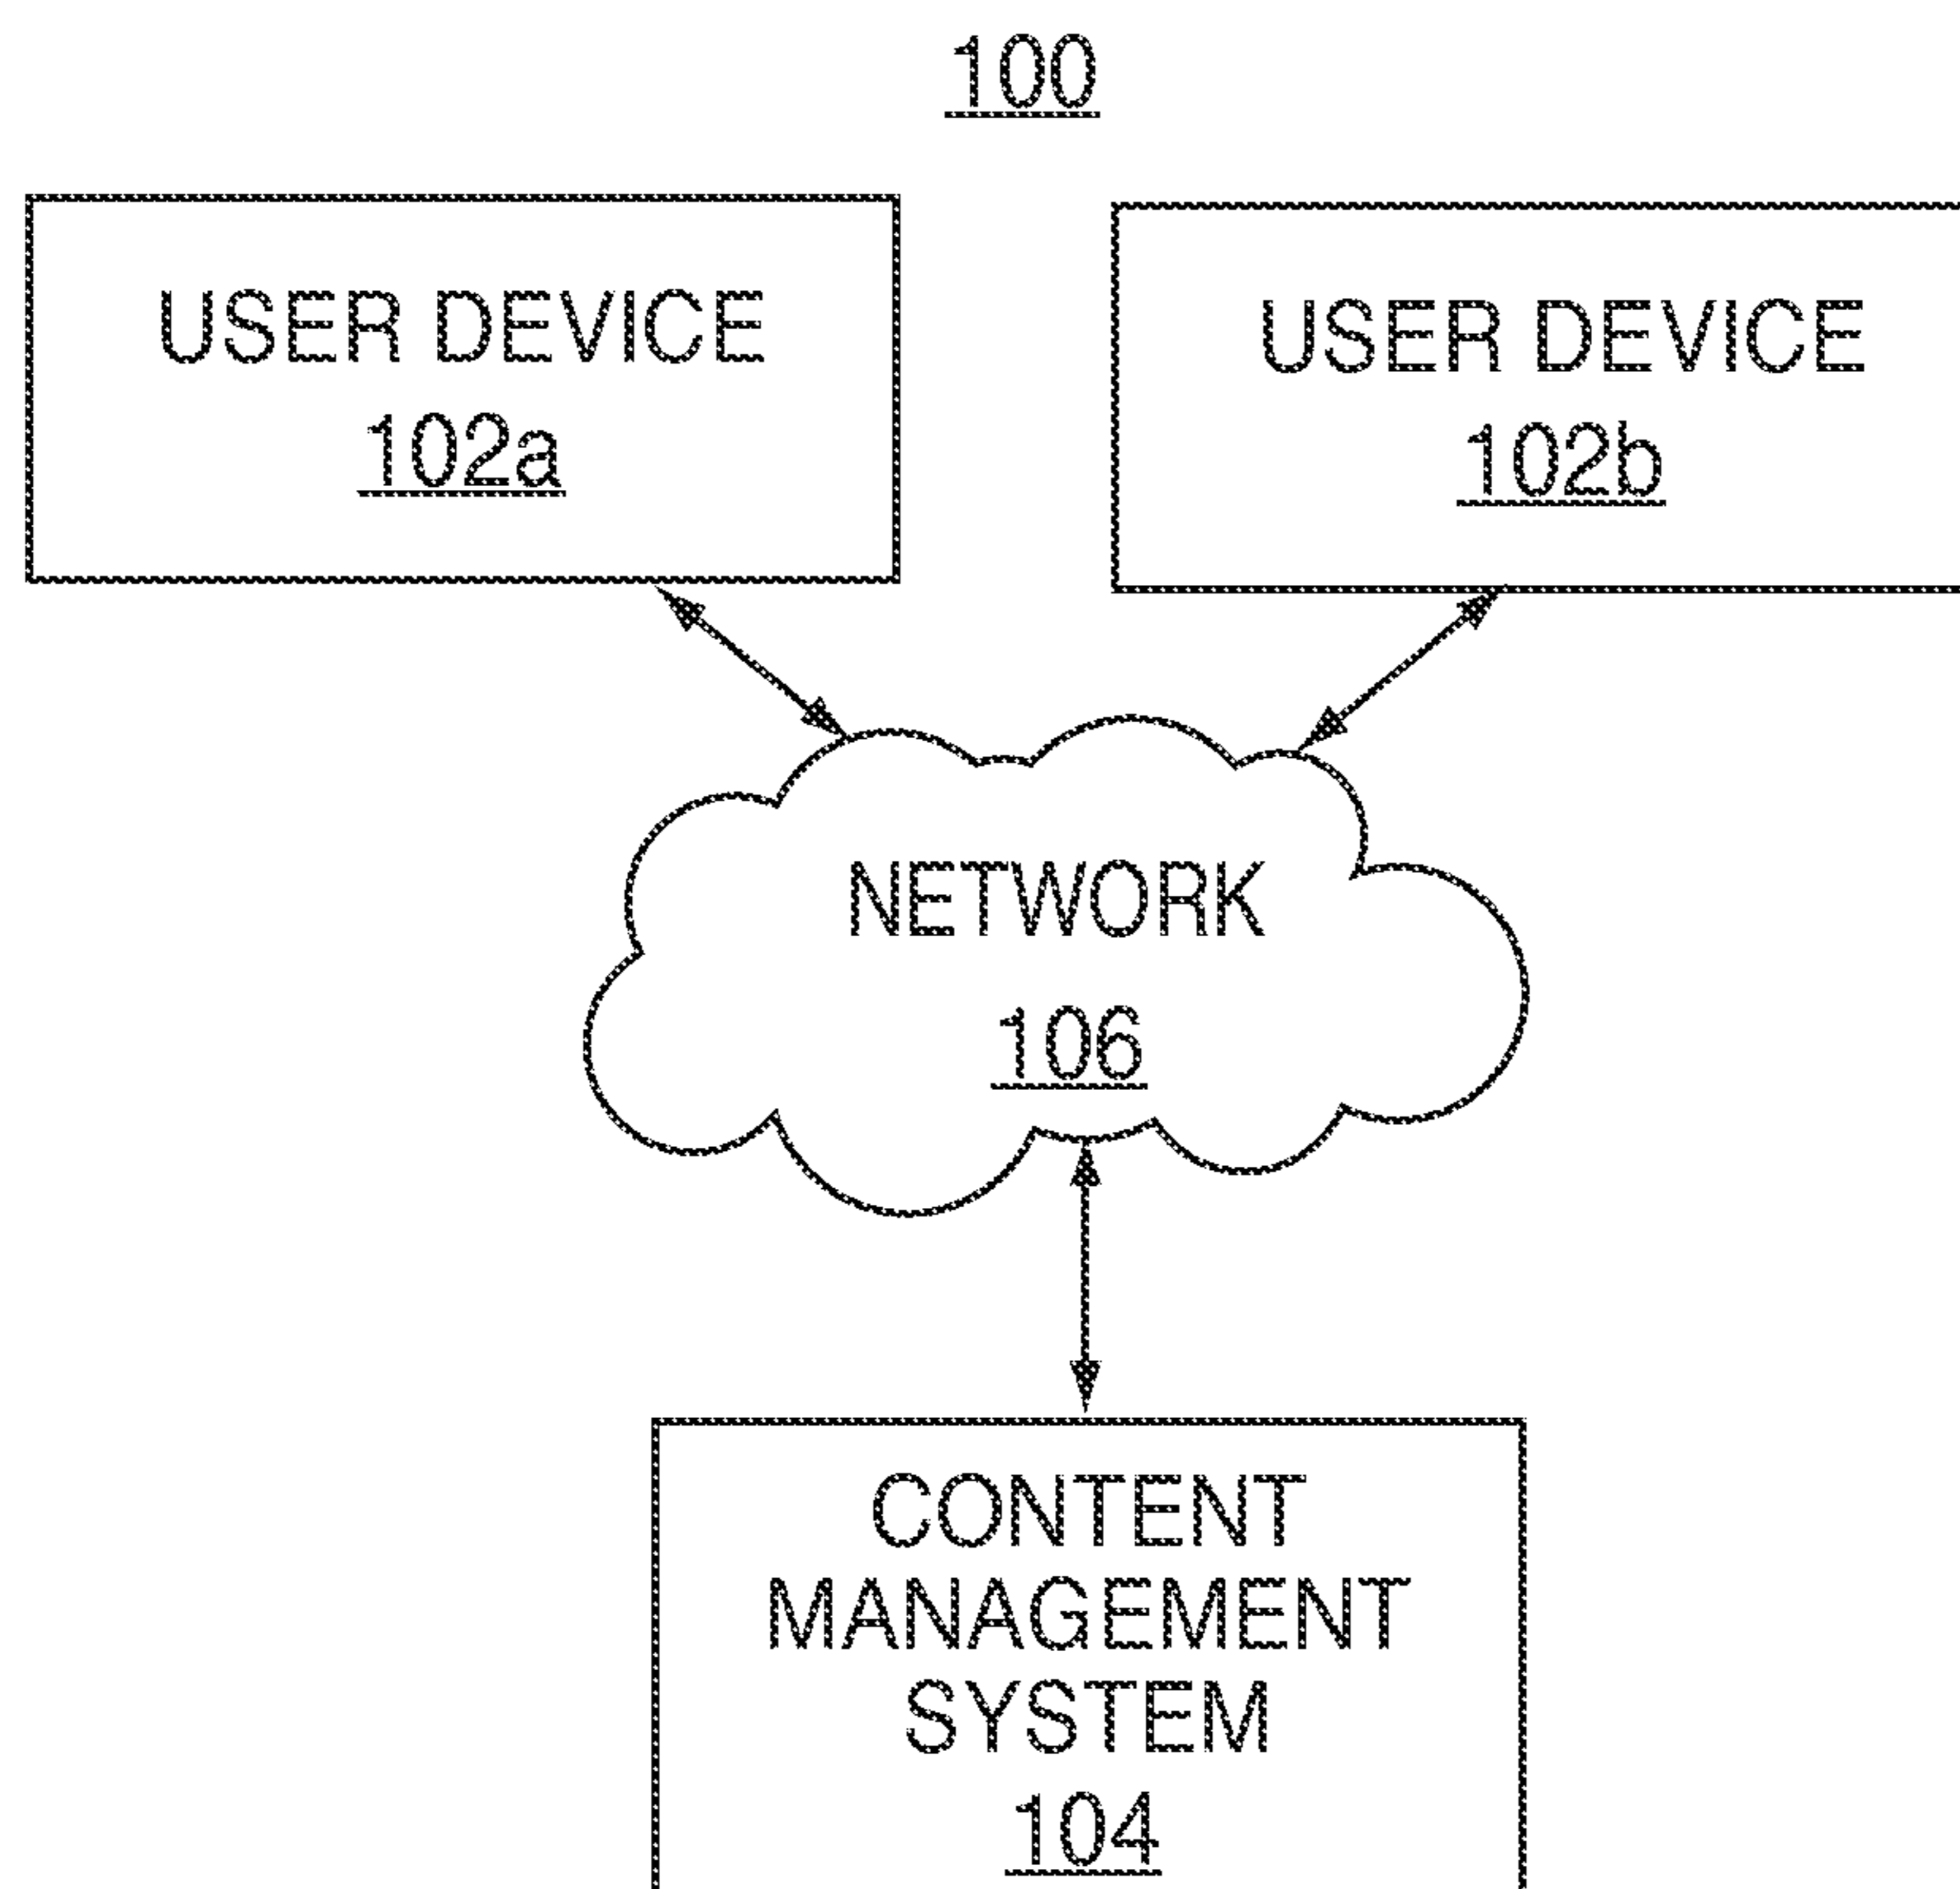 100
USER DEVICE
102a
USER DEVICE
102b
NETWORK
106
CONTENT
MANAGEMENT
SYSTEM
104